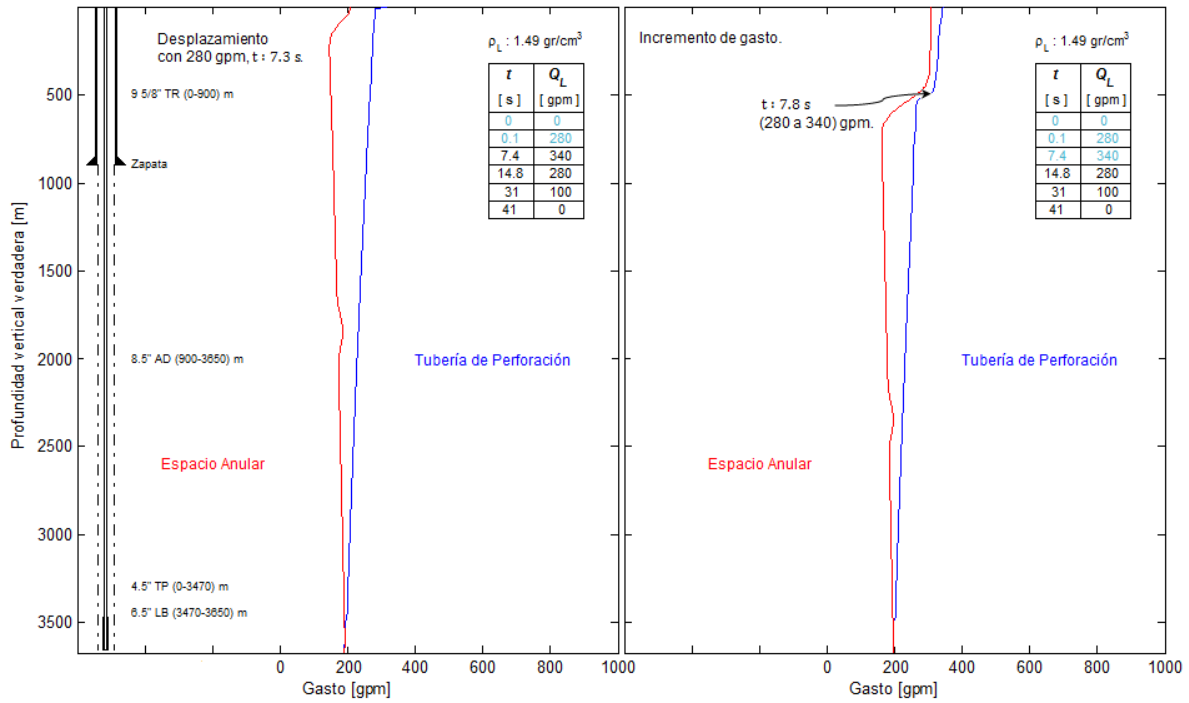 Desplazamiento
con 280 gpm, t : 7.3 s.
ρL : 1.49 gr/cm3
t QL
[ s ] [ gpm ]
0 0
0.1 280
7.4 340
14.8 280
31 100
41 0
9 5/8" TR (0-900) m
Zapata
8.5" AD (900-3650) m
4.5" TP (0-3470) m
6.5" LB (3470-3650) m
Tubería de Perforación
Espacio Anular
Profundidad vertical verdadera [m]
500
1000
1500
2000
2500
3000
3500
0 200 400 600 800 1000
Gasto [gpm]
Incremento de gasto.
ρL : 1.49 gr/cm3
t QL
[ s ] [ gpm ]
0 0
0.1 280
7.4 340
14.8 280
31 100
41 0
t : 7.8 s
(280 a 340) gpm.
Tubería de Perforación
Espacio Anular
0 200 400 600 800 1000
Gasto [gpm]